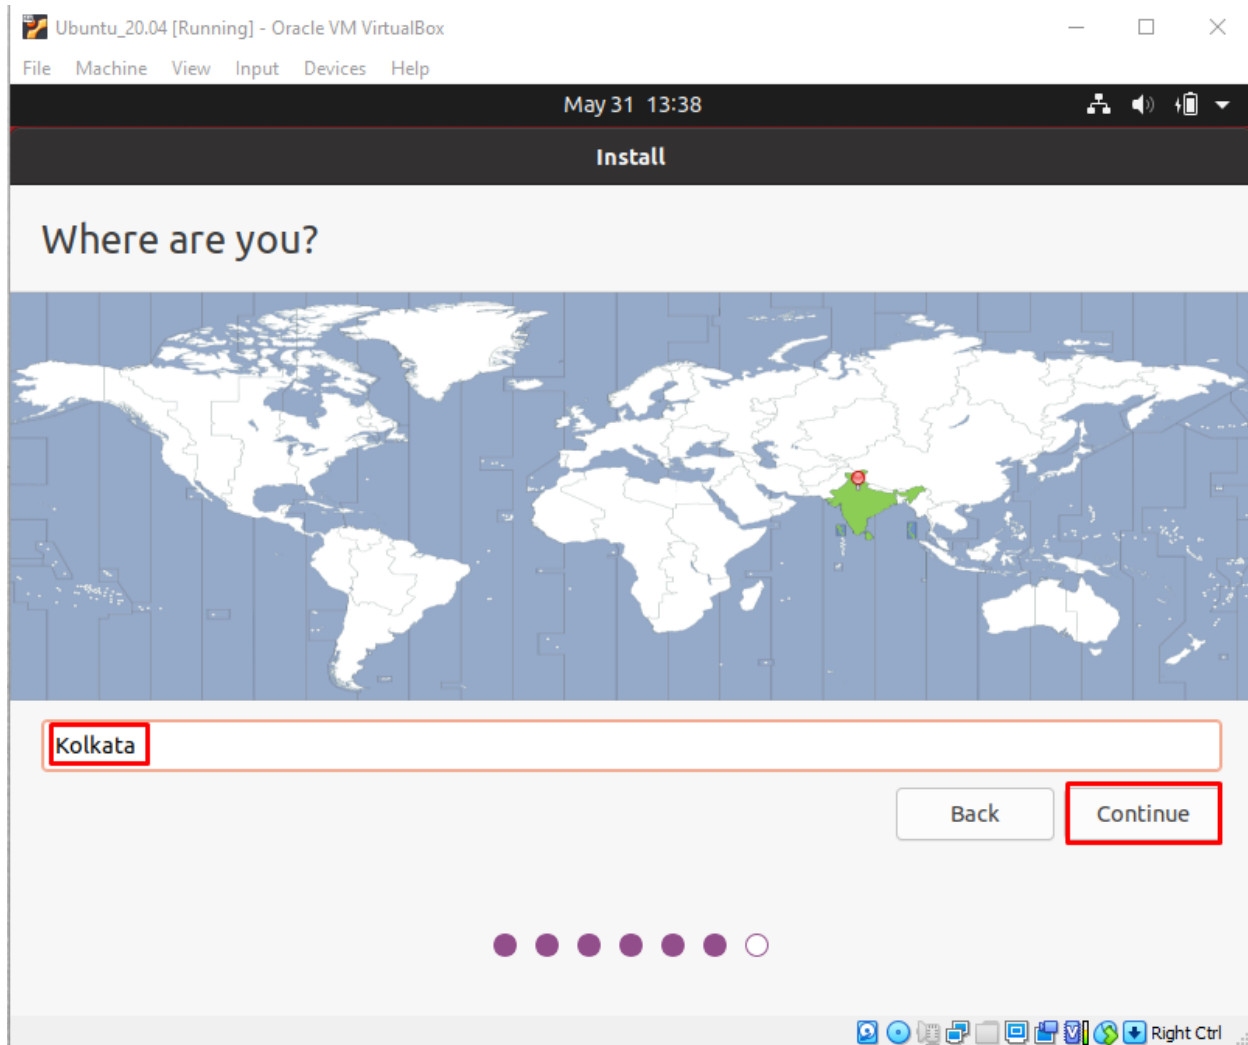 Ubuntu_20.04 [Running] - Oracle VM VirtualBox
File Machine View Input Devices Help
May 31 13:38
Install
Where are you?
Kolkata
Back Continue
Right Ctrl